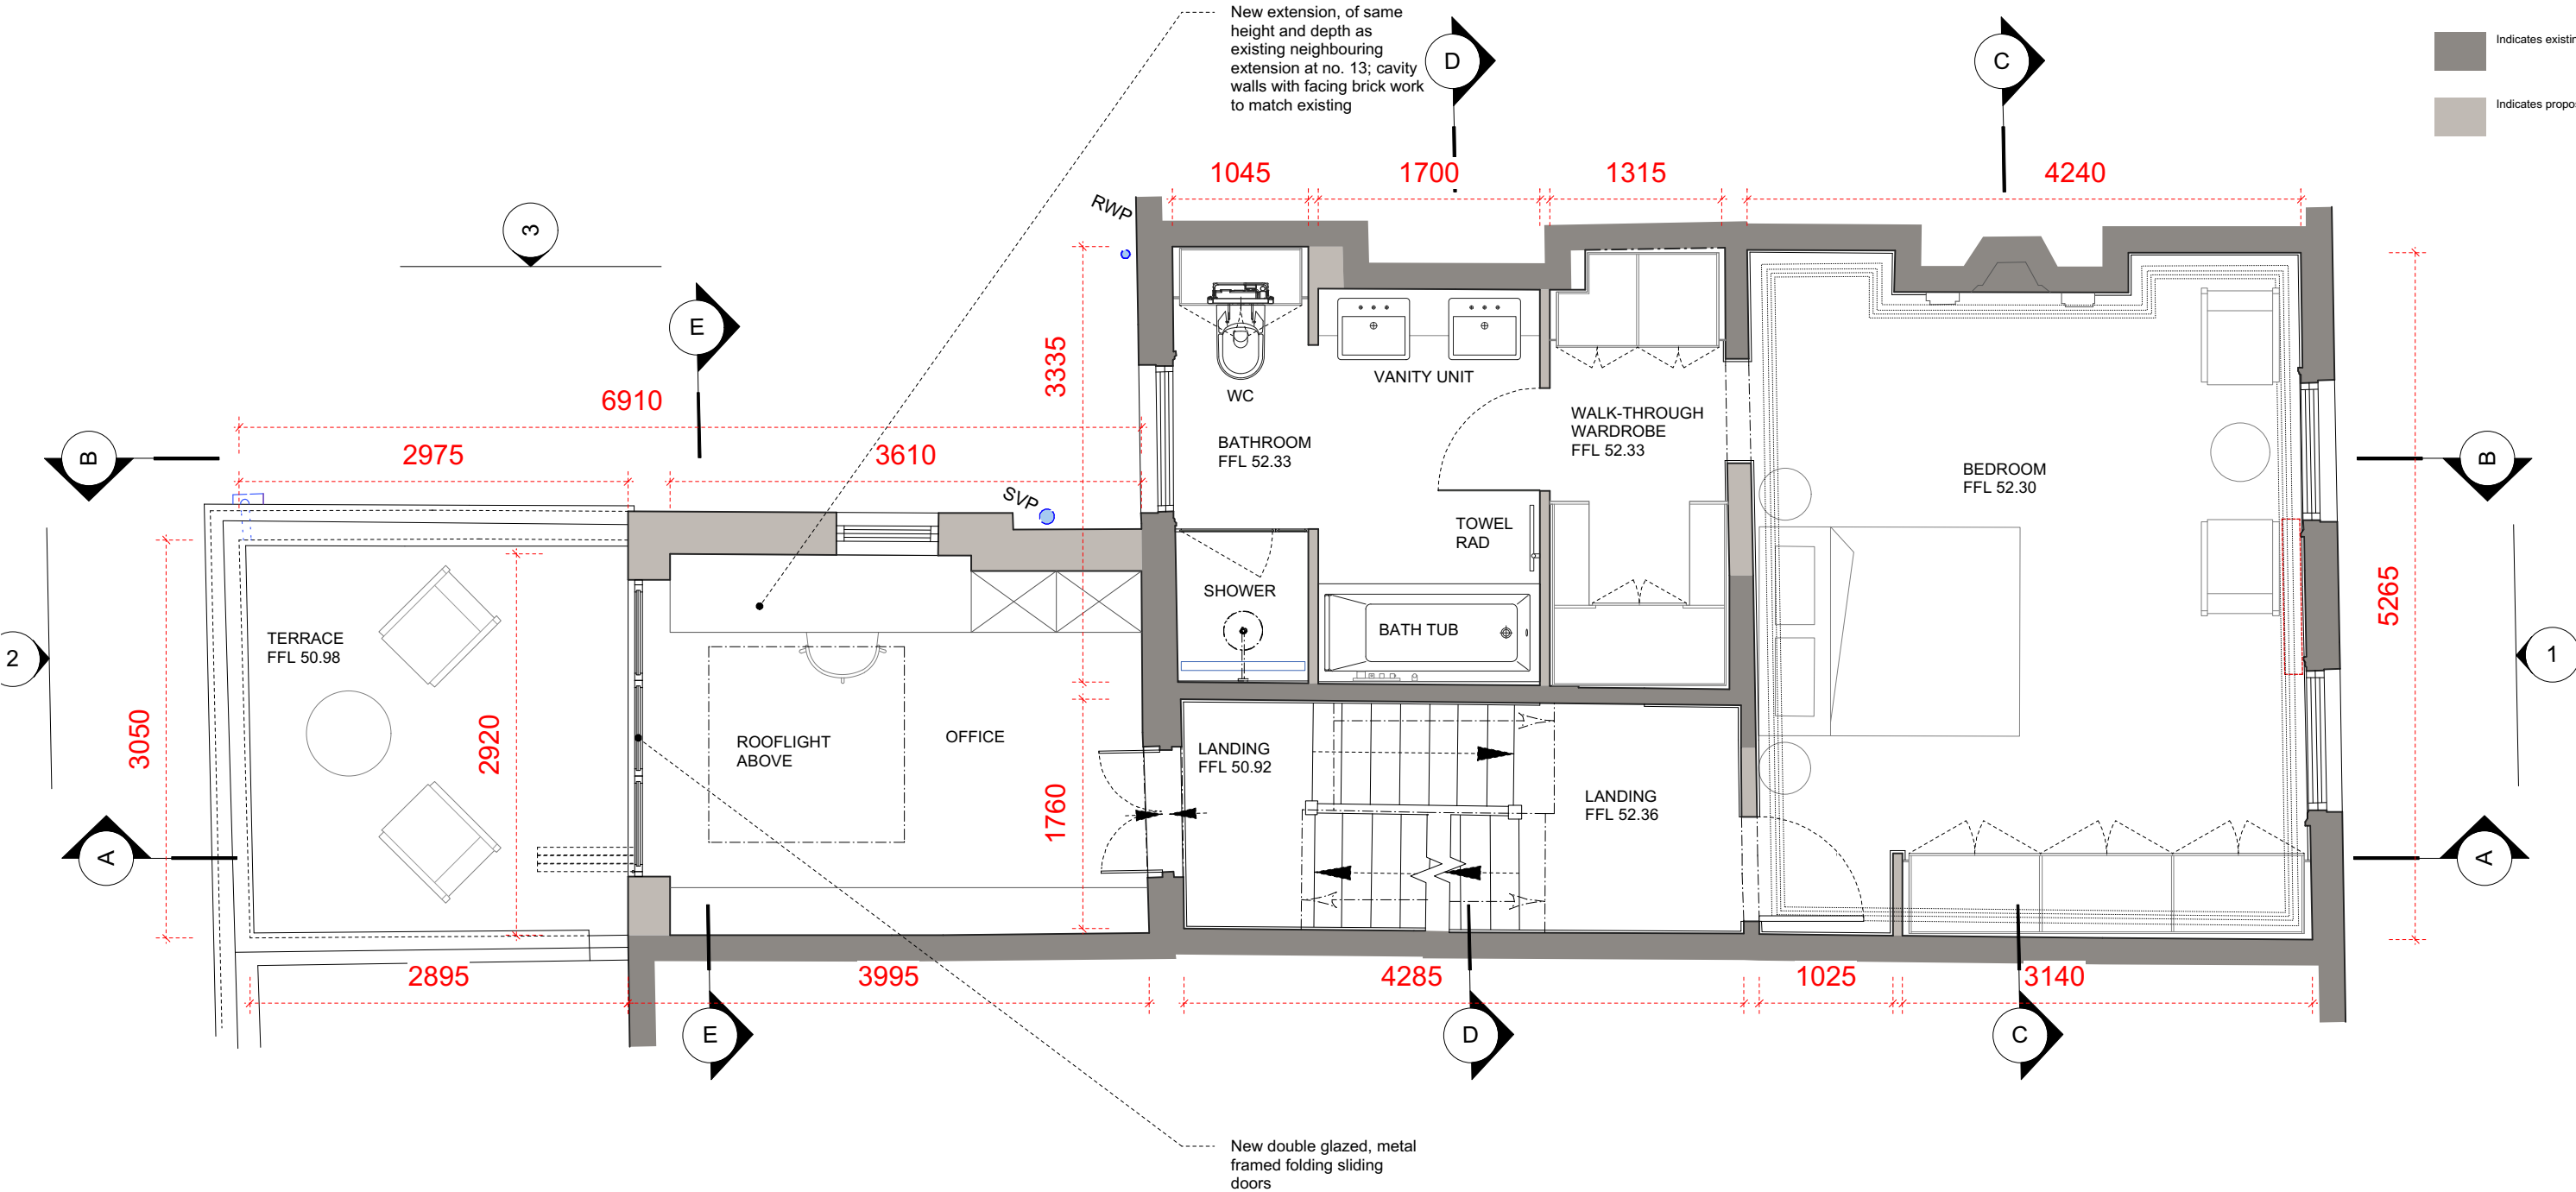 New extension, of same
height and depth as
existing neighbouring
extension at no. 13; cavity
walls with facing brick work
to match existing
D
C
Indicates
Indicates
1045
1700
1315
4240
RWP
3
E
3335
6910
2975
3610
B
SVP
WC
VANITY UNIT
BATHROOM
FFL 52.33
WALK-THROUGH
WARDROBE
FFL 52.33
BEDROOM
FFL 52.30
B
TOWEL
RAD
SHOWER
BATH TUB
5265
2
TERRACE
FFL 50.98
1
3050
2920
ROOFLIGHT
ABOVE
OFFICE
1760
LANDING
FFL 50.92
LANDING
FFL 52.36
A
A
2895
3995
4285
1025
3140
E
D
C
New double glazed, metal
framed folding sliding
doors